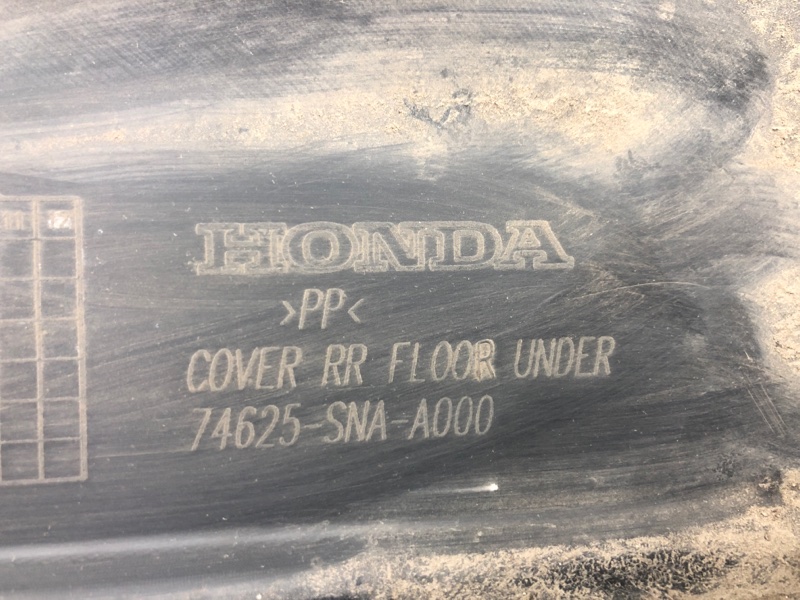 HONDA
>PP<
COVER RR FLOOR UNDER
74625-SNA-A000